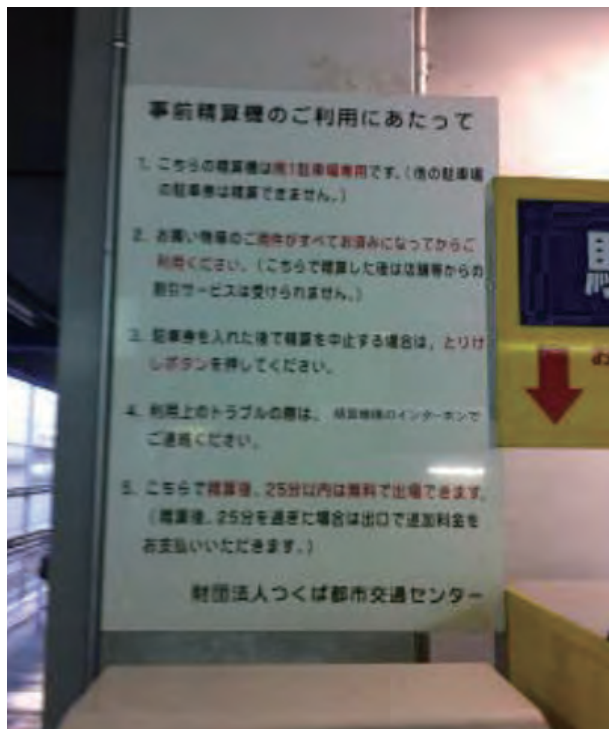 事前精算機のご利用にあたって
1. こちらの精算機は南1駐車場専用です。(他の駐車場
の駐車券は精算できません。)
2. お買い物等のご用件がすべてお済みになってからご
利用ください。(こちらで精算した後は店舗等からの
割引サービスは受けられません。)
3. 駐車券を入れた後で精算を中止する場合は、とりけ
しボタンを押してください。
4. 利用上のトラブルの際は、精算機横のインターホンで
ご連絡ください。
5. こちらで精算後、25分以内は無料で出場できます。
(精算後、25分を過ぎた場合は出口で追加料金を
お支払いいただきます。)
財団法人つくば都市交通センター